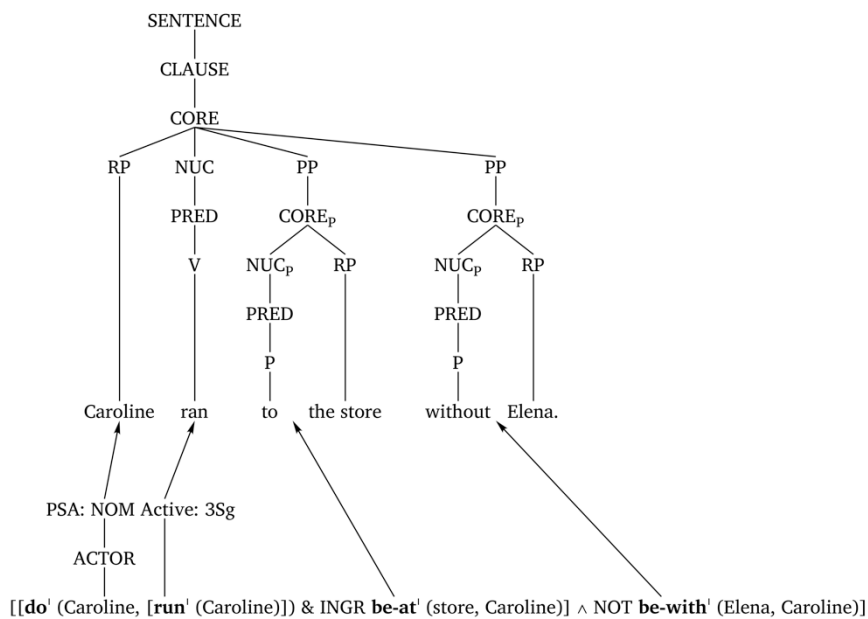 SENTENCE
CLAUSE
CORE
RP NUC PP PP
PRED COREP COREP
V NUCP RP NUCP RP
PRED PRED
P P
Caroline ran to the store without Elena.
PSA: NOM Active: 3Sg
ACTOR
[[do' (Caroline, [run' (Caroline)]) & INGR be-at' (store, Caroline)] ∧ NOT be-with' (Elena, Caroline)]